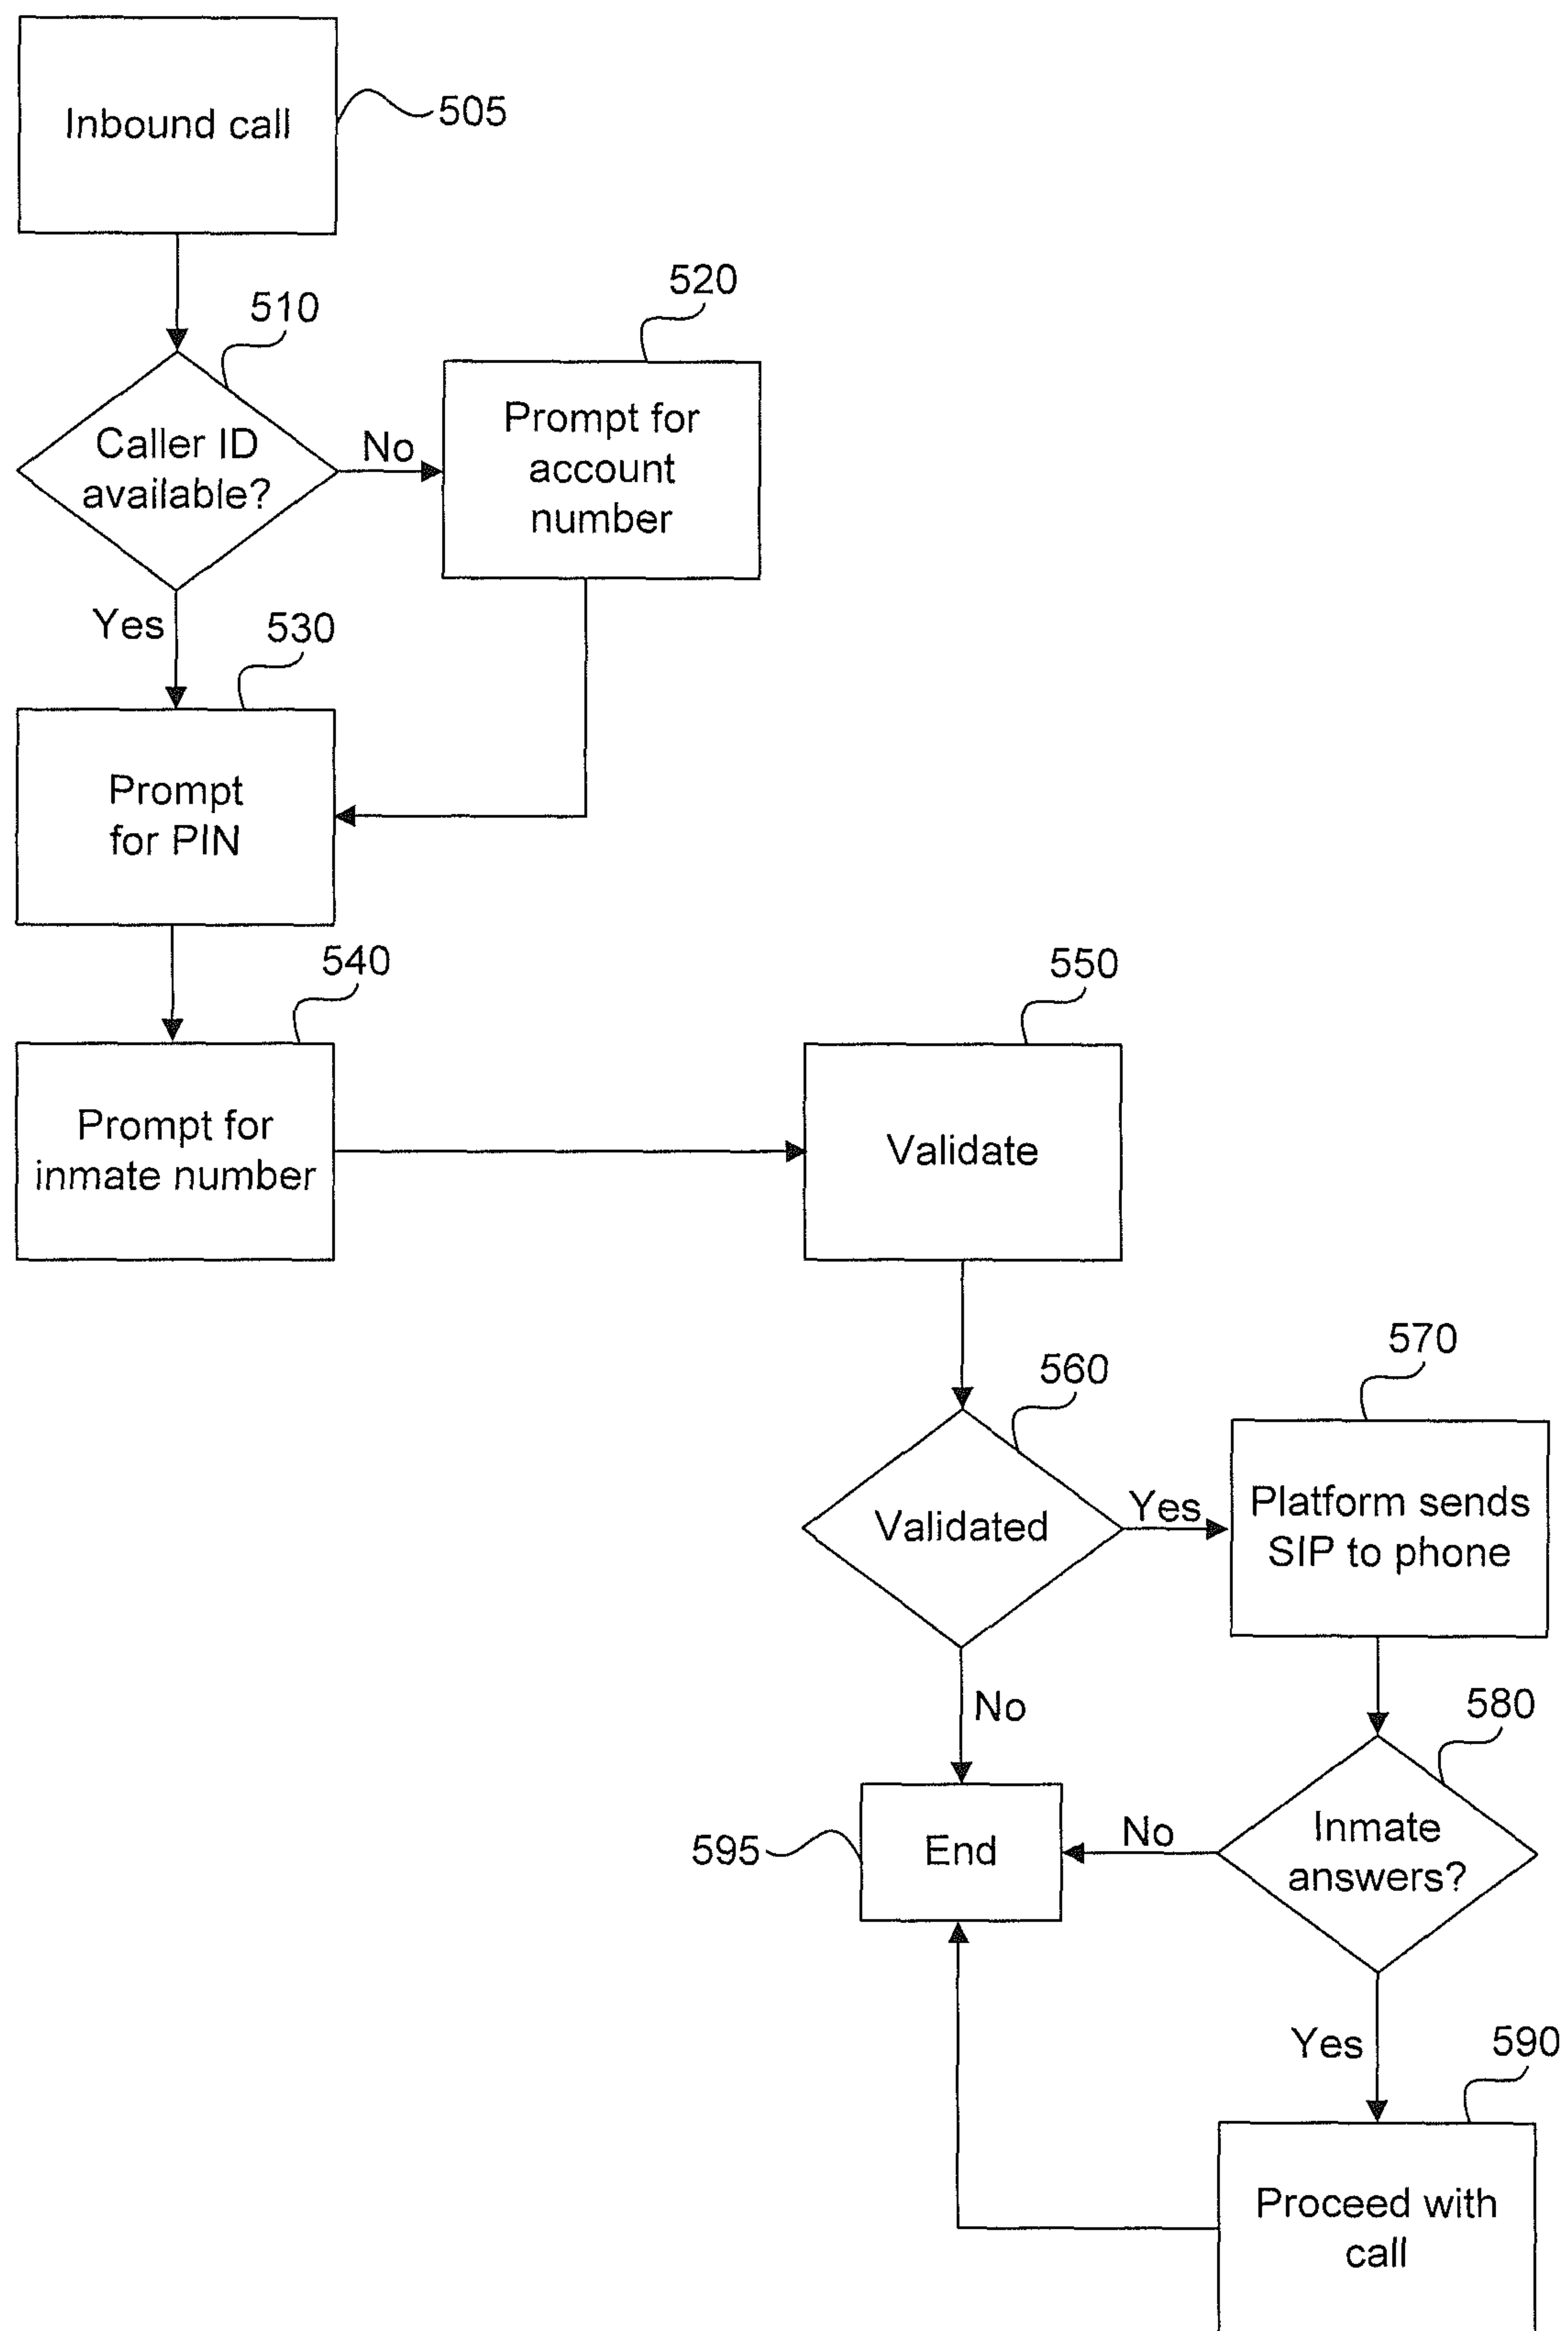 Inbound call
505
510
520
Caller ID
available?
No
Prompt for
account
number
Yes
530
Prompt
for PIN
540
550
Prompt for
inmate number
Validate
560
570
Validated
Yes
Platform sends
SIP to phone
No
580
595
End
No
Inmate
answers?
Yes
590
Proceed with
call